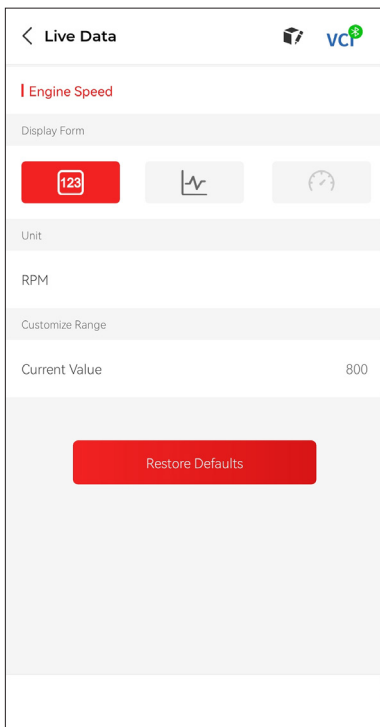 Live Data
VCI
Engine Speed
Display Form
123
Unit
RPM
Customize Range
Current Value 800
Restore Defaults